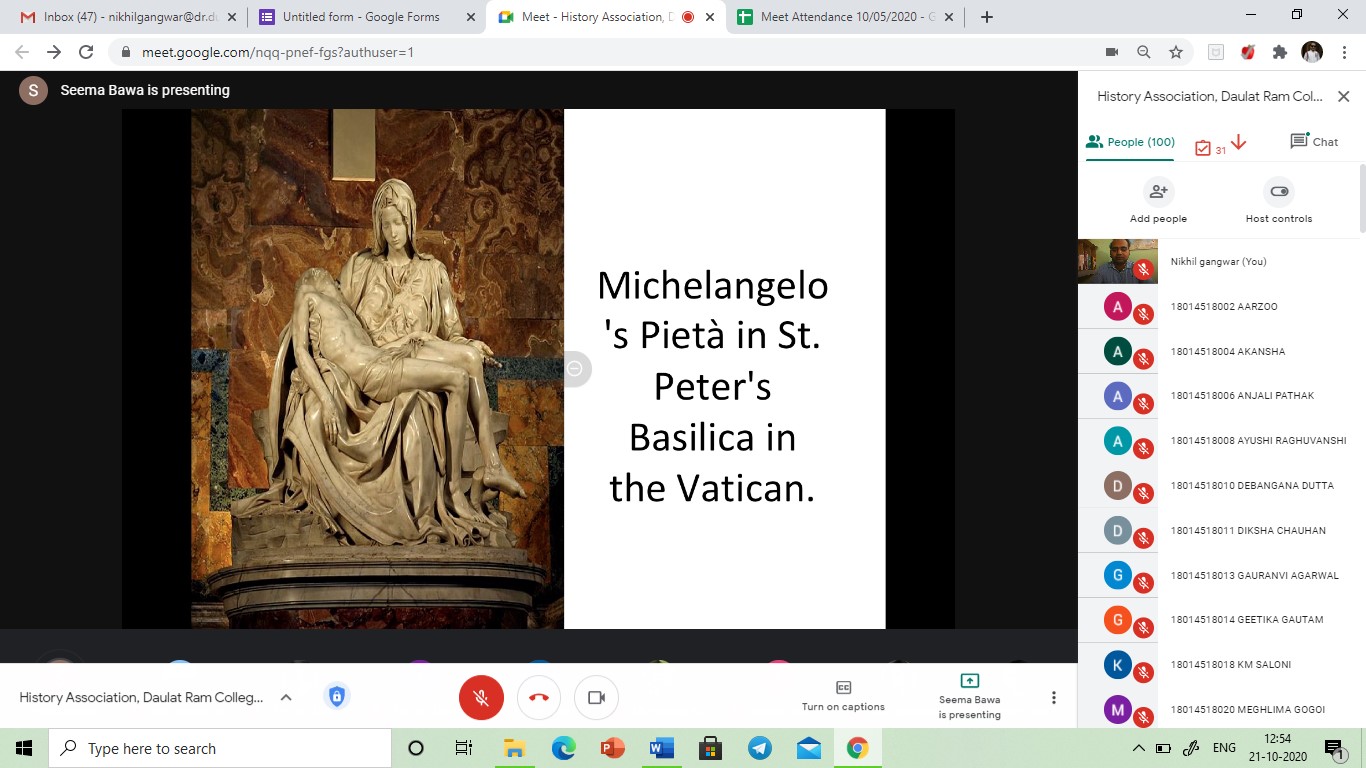 Inbox (47) - nikhilgangwar@dr.d
Untitled form - Google Forms
Meet - History Association, D
Meet Attendance 10/05/2020 - G
meet.google.com/nqq-pnef-fgs?authuser=1
S
Seema Bawa is presenting
Michelangelo
's Pietà in St.
Peter's
Basilica in
the Vatican.
History Association, Daulat Ram Col...
People (100)
31
Chat
Add people
Host controls
Nikhil gangwar (You)
A 18014518002 AARZOO
A 18014518004 AKANSHA
A 18014518006 ANJALI PATHAK
A 18014518008 AYUSHI RAGHUVANSHI
D 18014518010 DEBANGANA DUTTA
D 18014518011 DIKSHA CHAUHAN
G 18014518013 GAURANVI AGARWAL
G 18014518014 GEETIKA GAUTAM
K 18014518018 KM SALONI
M 18014518020 MEGHLIMA GOGOI
History Association, Daulat Ram Colleg...
CC
Turn on captions
Seema Bawa
is presenting
Type here to search
ENG
12:54
21-10-2020
1